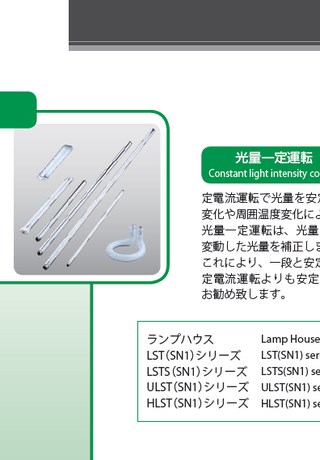 光量一定運転
Constant light intensity
定電流運転で光量を安
変化や周囲温度変化に
光量一定運転は、光量
変動した光量を補正しま
これにより、一段と安定
定電流運転よりも安定
お勧め致します。
ランプハウス Lamp House
LST(SN1)シリーズ LST(SN1)
LSTS(SN1)シリーズ LSTS(SN1)
ULST(SN1)シリーズ ULST(SN1)
HLST(SN1)シリーズ HLST(SN1)